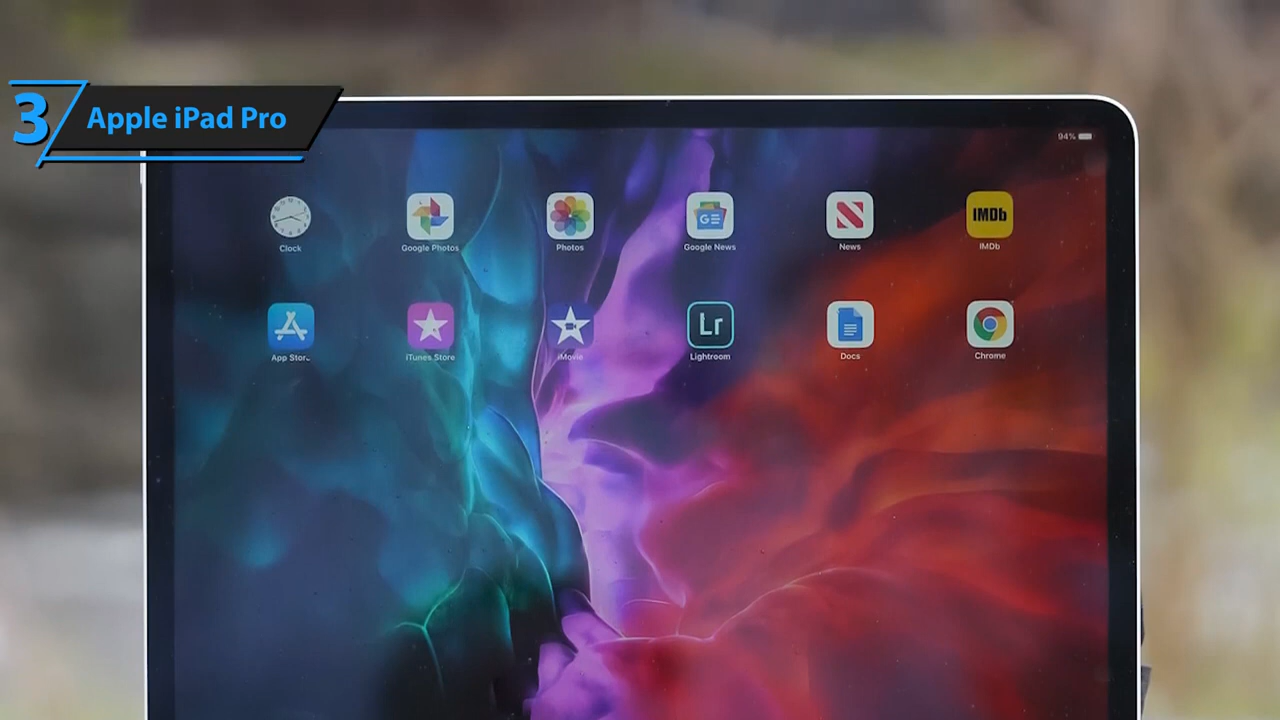 3
Apple iPad Pro
94%
Clock
Google Photos
Photos
GE
Google News
News
IMDb
IMDb
App Store
iTunes Store
iMovie
Lr
Lightroom
Docs
Chrome